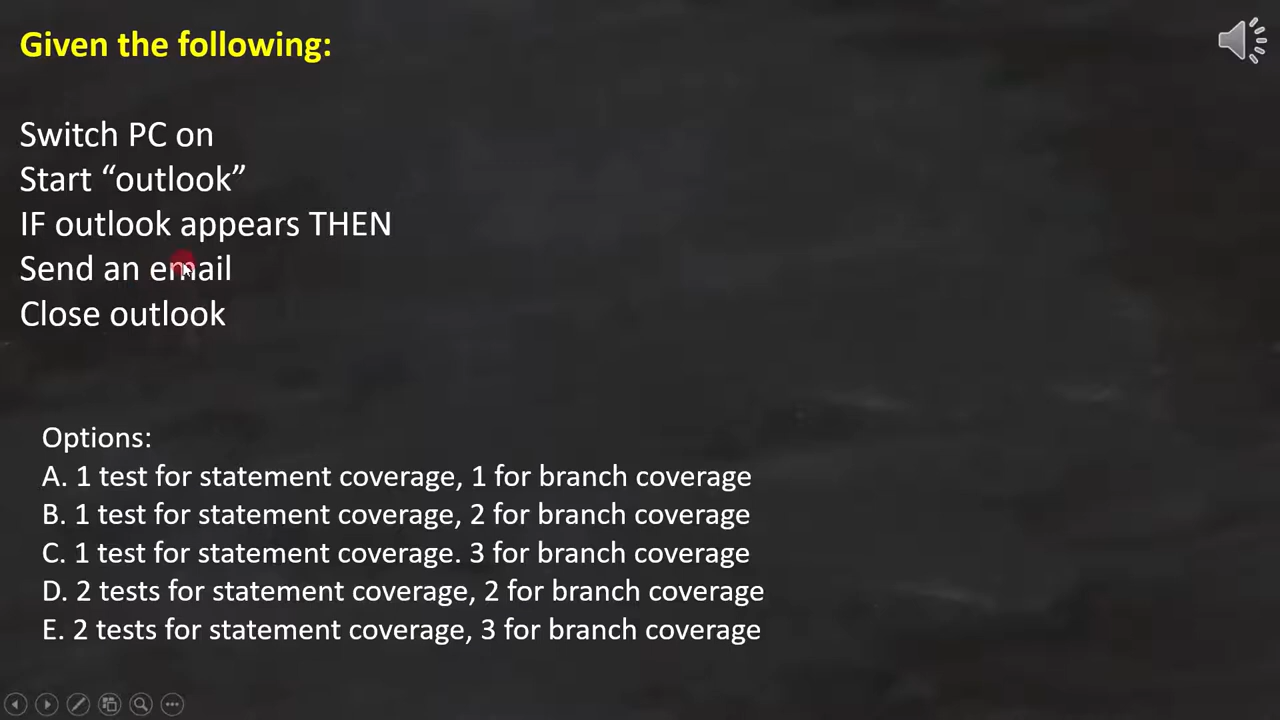 Given the following:
Switch PC on
Start “outlook”
IF outlook appears THEN
Send an email
Close outlook
Options:
A. 1 test for statement coverage, 1 for branch coverage
B. 1 test for statement coverage, 2 for branch coverage
C. 1 test for statement coverage. 3 for branch coverage
D. 2 tests for statement coverage, 2 for branch coverage
E. 2 tests for statement coverage, 3 for branch coverage